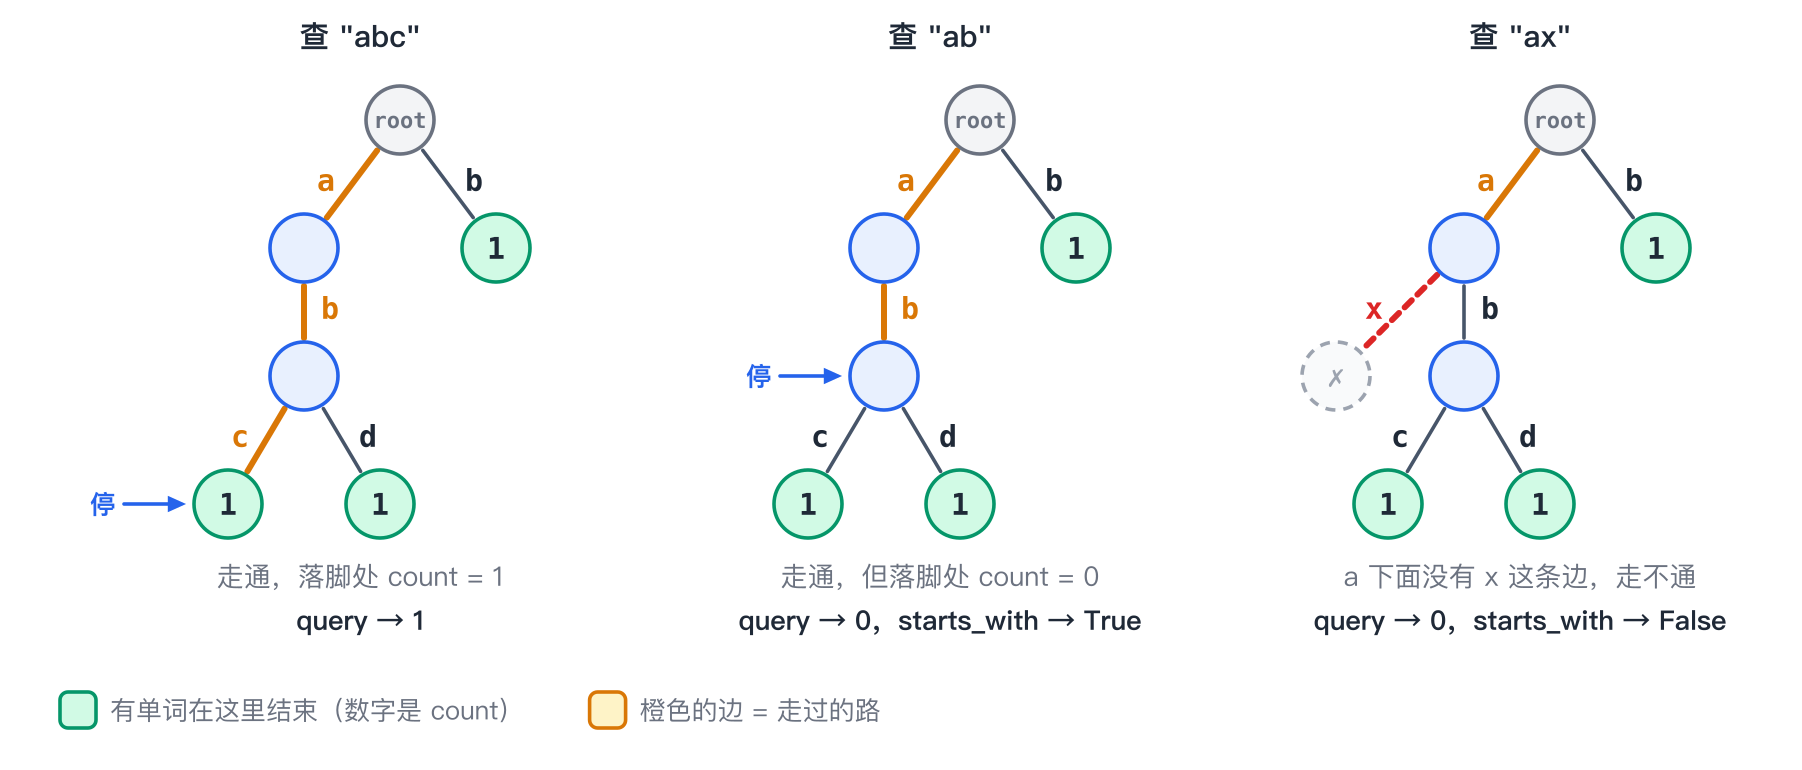 查 "abc"
root
a
b
1
b
c
d
停
1
1
走通，落脚处 count = 1
query → 1
查 "ab"
root
a
b
1
b
停
c
d
1
1
走通，但落脚处 count = 0
query → 0，starts_with → True
查 "ax"
root
a
b
1
x
b
✗
c
d
1
1
a 下面没有 x 这条边，走不通
query → 0，starts_with → False
有单词在这里结束（数字是 count）
橙色的边 = 走过的路